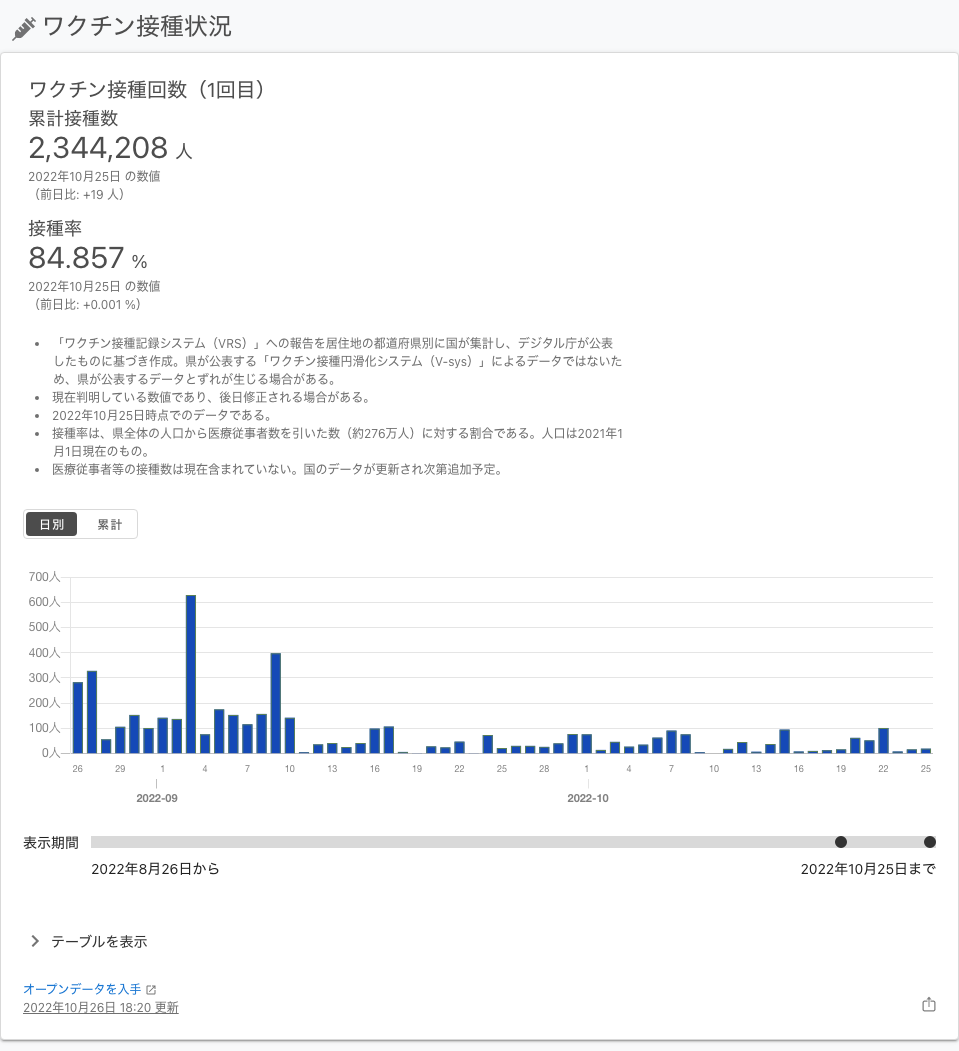 ワクチン接種状況
ワクチン接種回数（1回目）
累計接種数
2,344,208 人
2022年10月25日 の数値
（前日比: +19 人）
接種率
84.857 %
2022年10月25日 の数値
（前日比: +0.001 %）
• 「ワクチン接種記録システム（VRS）」への報告を居住地の都道府県別に国が集計し、デジタル庁が公表
したものに基づき作成。県が公表する「ワクチン接種円滑化システム（V-sys）」によるデータではないた
め、県が公表するデータとずれが生じる場合がある。
• 現在判明している数値であり、後日修正される場合がある。
• 2022年10月25日時点でのデータである。
• 接種率は、県全体の人口から医療従事者数を引いた数（約276万人）に対する割合である。人口は2021年1
月1日現在のもの。
• 医療従事者等の接種数は現在含まれていない。国のデータが更新され次第追加予定。
日別 累計
700人
600人
500人
400人
300人
200人
100人
0人
26 29 1 4 7 10 13 16 19 22 25 28 1 4 7 10 13 16 19 22 25
2022-09 2022-10
表示期間
2022年8月26日から 2022年10月25日まで
テーブルを表示
オープンデータを入手
2022年10月26日 18:20 更新